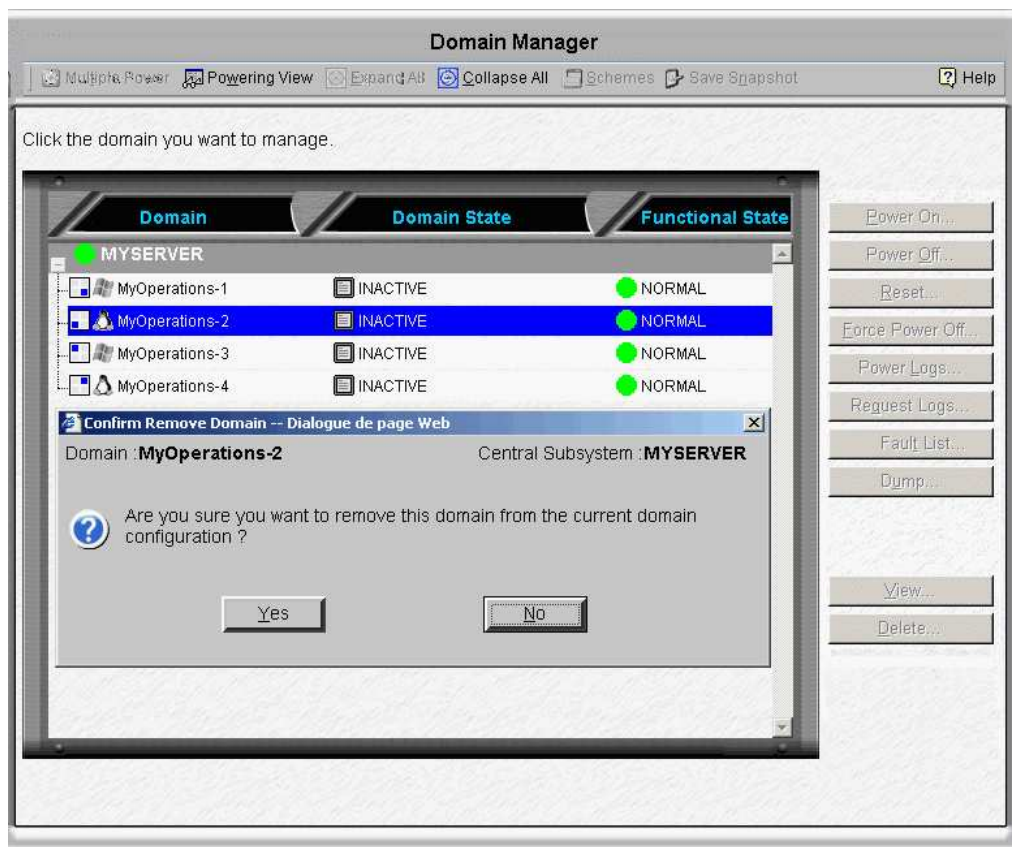 Domain Manager
Multiple Power Powering View Expand All Collapse All Schemes Save Snapshot Help
Click the domain you want to manage.
Domain Domain State Functional State
MYSERVER
MyOperations-1 INACTIVE NORMAL
MyOperations-2 INACTIVE NORMAL
MyOperations-3 INACTIVE NORMAL
MyOperations-4 INACTIVE NORMAL
Confirm Remove Domain -- Dialogue de page Web
Domain :MyOperations-2 Central Subsystem :MYSERVER
Are you sure you want to remove this domain from the current domain
configuration ?
Yes No
Power On...
Power Off...
Reset...
Force Power Off...
Power Logs...
Request Logs...
Fault List...
Dump...
View...
Delete...